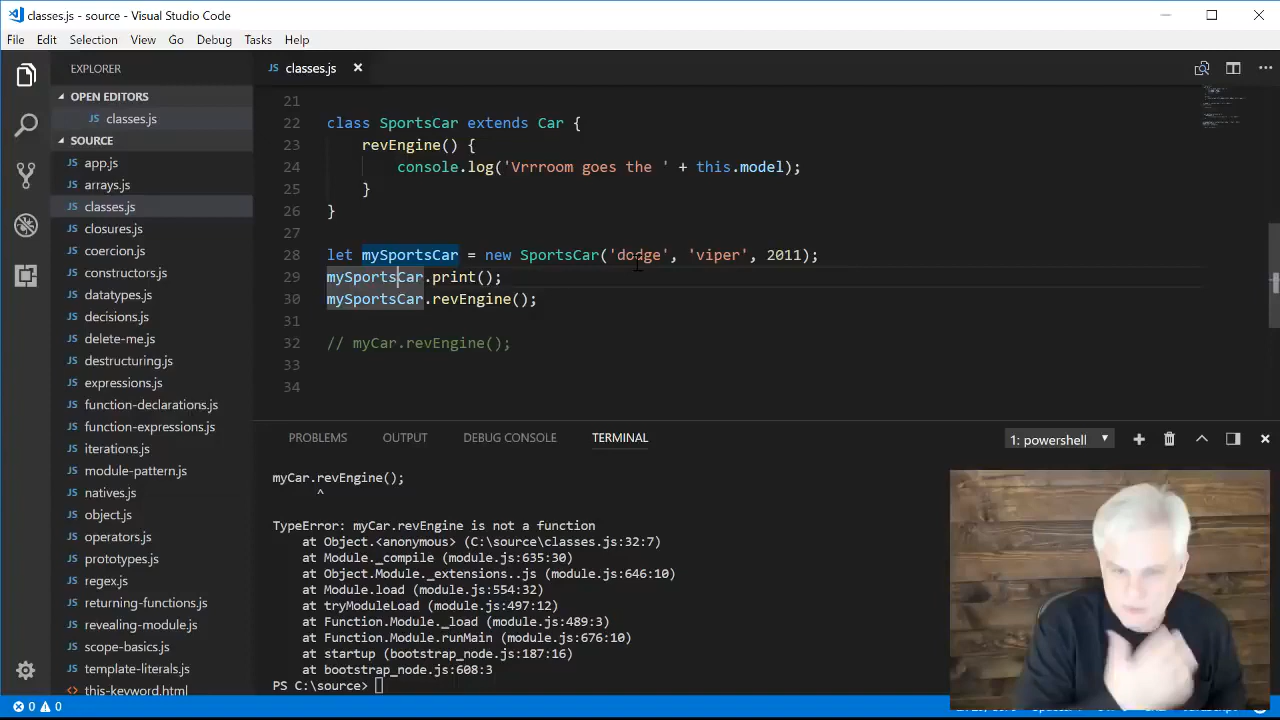 classes.js - source - Visual Studio Code
File Edit Selection View Go Debug Tasks Help
EXPLORER
OPEN EDITORS
JS classes.js
SOURCE
JS app.js
JS arrays.js
JS classes.js
JS closures.js
JS coercion.js
JS constructors.js
JS datatypes.js
JS decisions.js
JS delete-me.js
JS destructuring.js
JS expressions.js
JS function-declarations.js
JS function-expressions.js
JS iterations.js
JS module-pattern.js
JS natives.js
JS object.js
JS operators.js
JS prototypes.js
JS regex.js
JS returning-functions.js
JS revealing-module.js
JS scope-basics.js
JS template-literals.js
this-keyword.html
JS classes.js
21
22 class SportsCar extends Car {
23 revEngine() {
24 console.log('Vrrroom goes the ' + this.model);
25 }
26 }
27
28 let mySportsCar = new SportsCar('dodge', 'viper', 2011);
29 mySportsCar.print();
30 mySportsCar.revEngine();
31
32 // myCar.revEngine();
33
34
PROBLEMS OUTPUT DEBUG CONSOLE TERMINAL 1: powershell
myCar.revEngine();
^
TypeError: myCar.revEngine is not a function
at Object.<anonymous> (C:\source\classes.js:32:7)
at Module._compile (module.js:635:30)
at Object.Module._extensions..js (module.js:646:10)
at Module.load (module.js:554:32)
at tryModuleLoad (module.js:497:12)
at Function.Module._load (module.js:489:3)
at Function.Module.runMain (module.js:676:10)
at startup (bootstrap_node.js:187:16)
at bootstrap_node.js:608:3
PS C:\source>
0 0